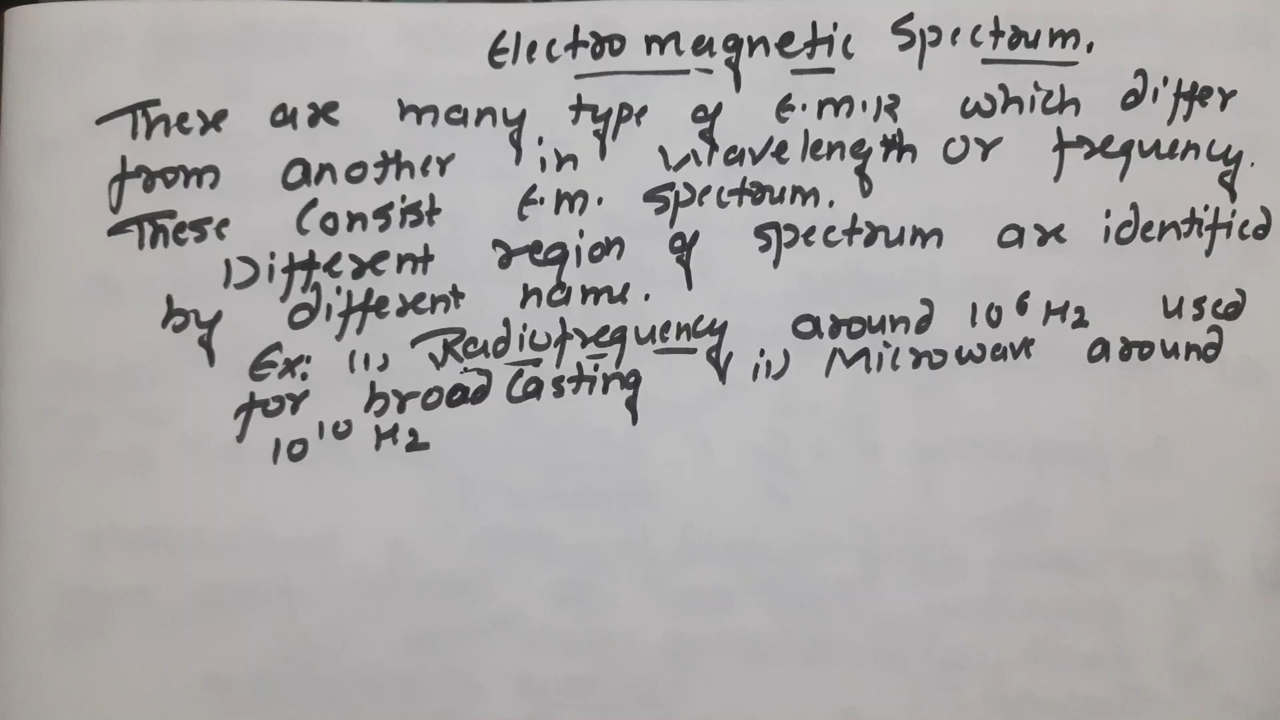 Electromagnetic Spectrum.
There are many type of E.M.R which differ
from another in wavelength or frequency.
These consist E.m. spectrum.
Different region of spectrum are identified
by different name.
Ex: (i) Radiofrequency around 10⁶ Hz used
for broadcasting ii) Microwave around
10¹⁰ Hz